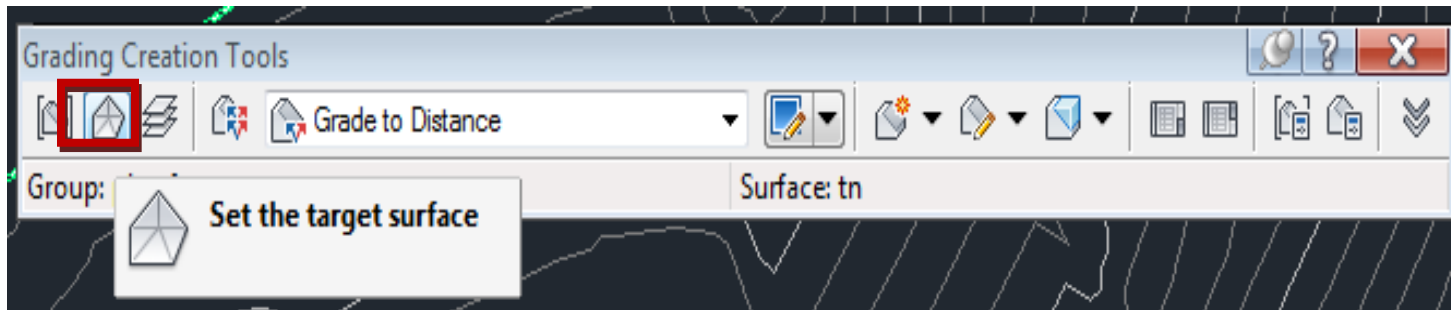 Grading Creation Tools
Grade to Distance
Group:
Surface: tn
Set the target surface